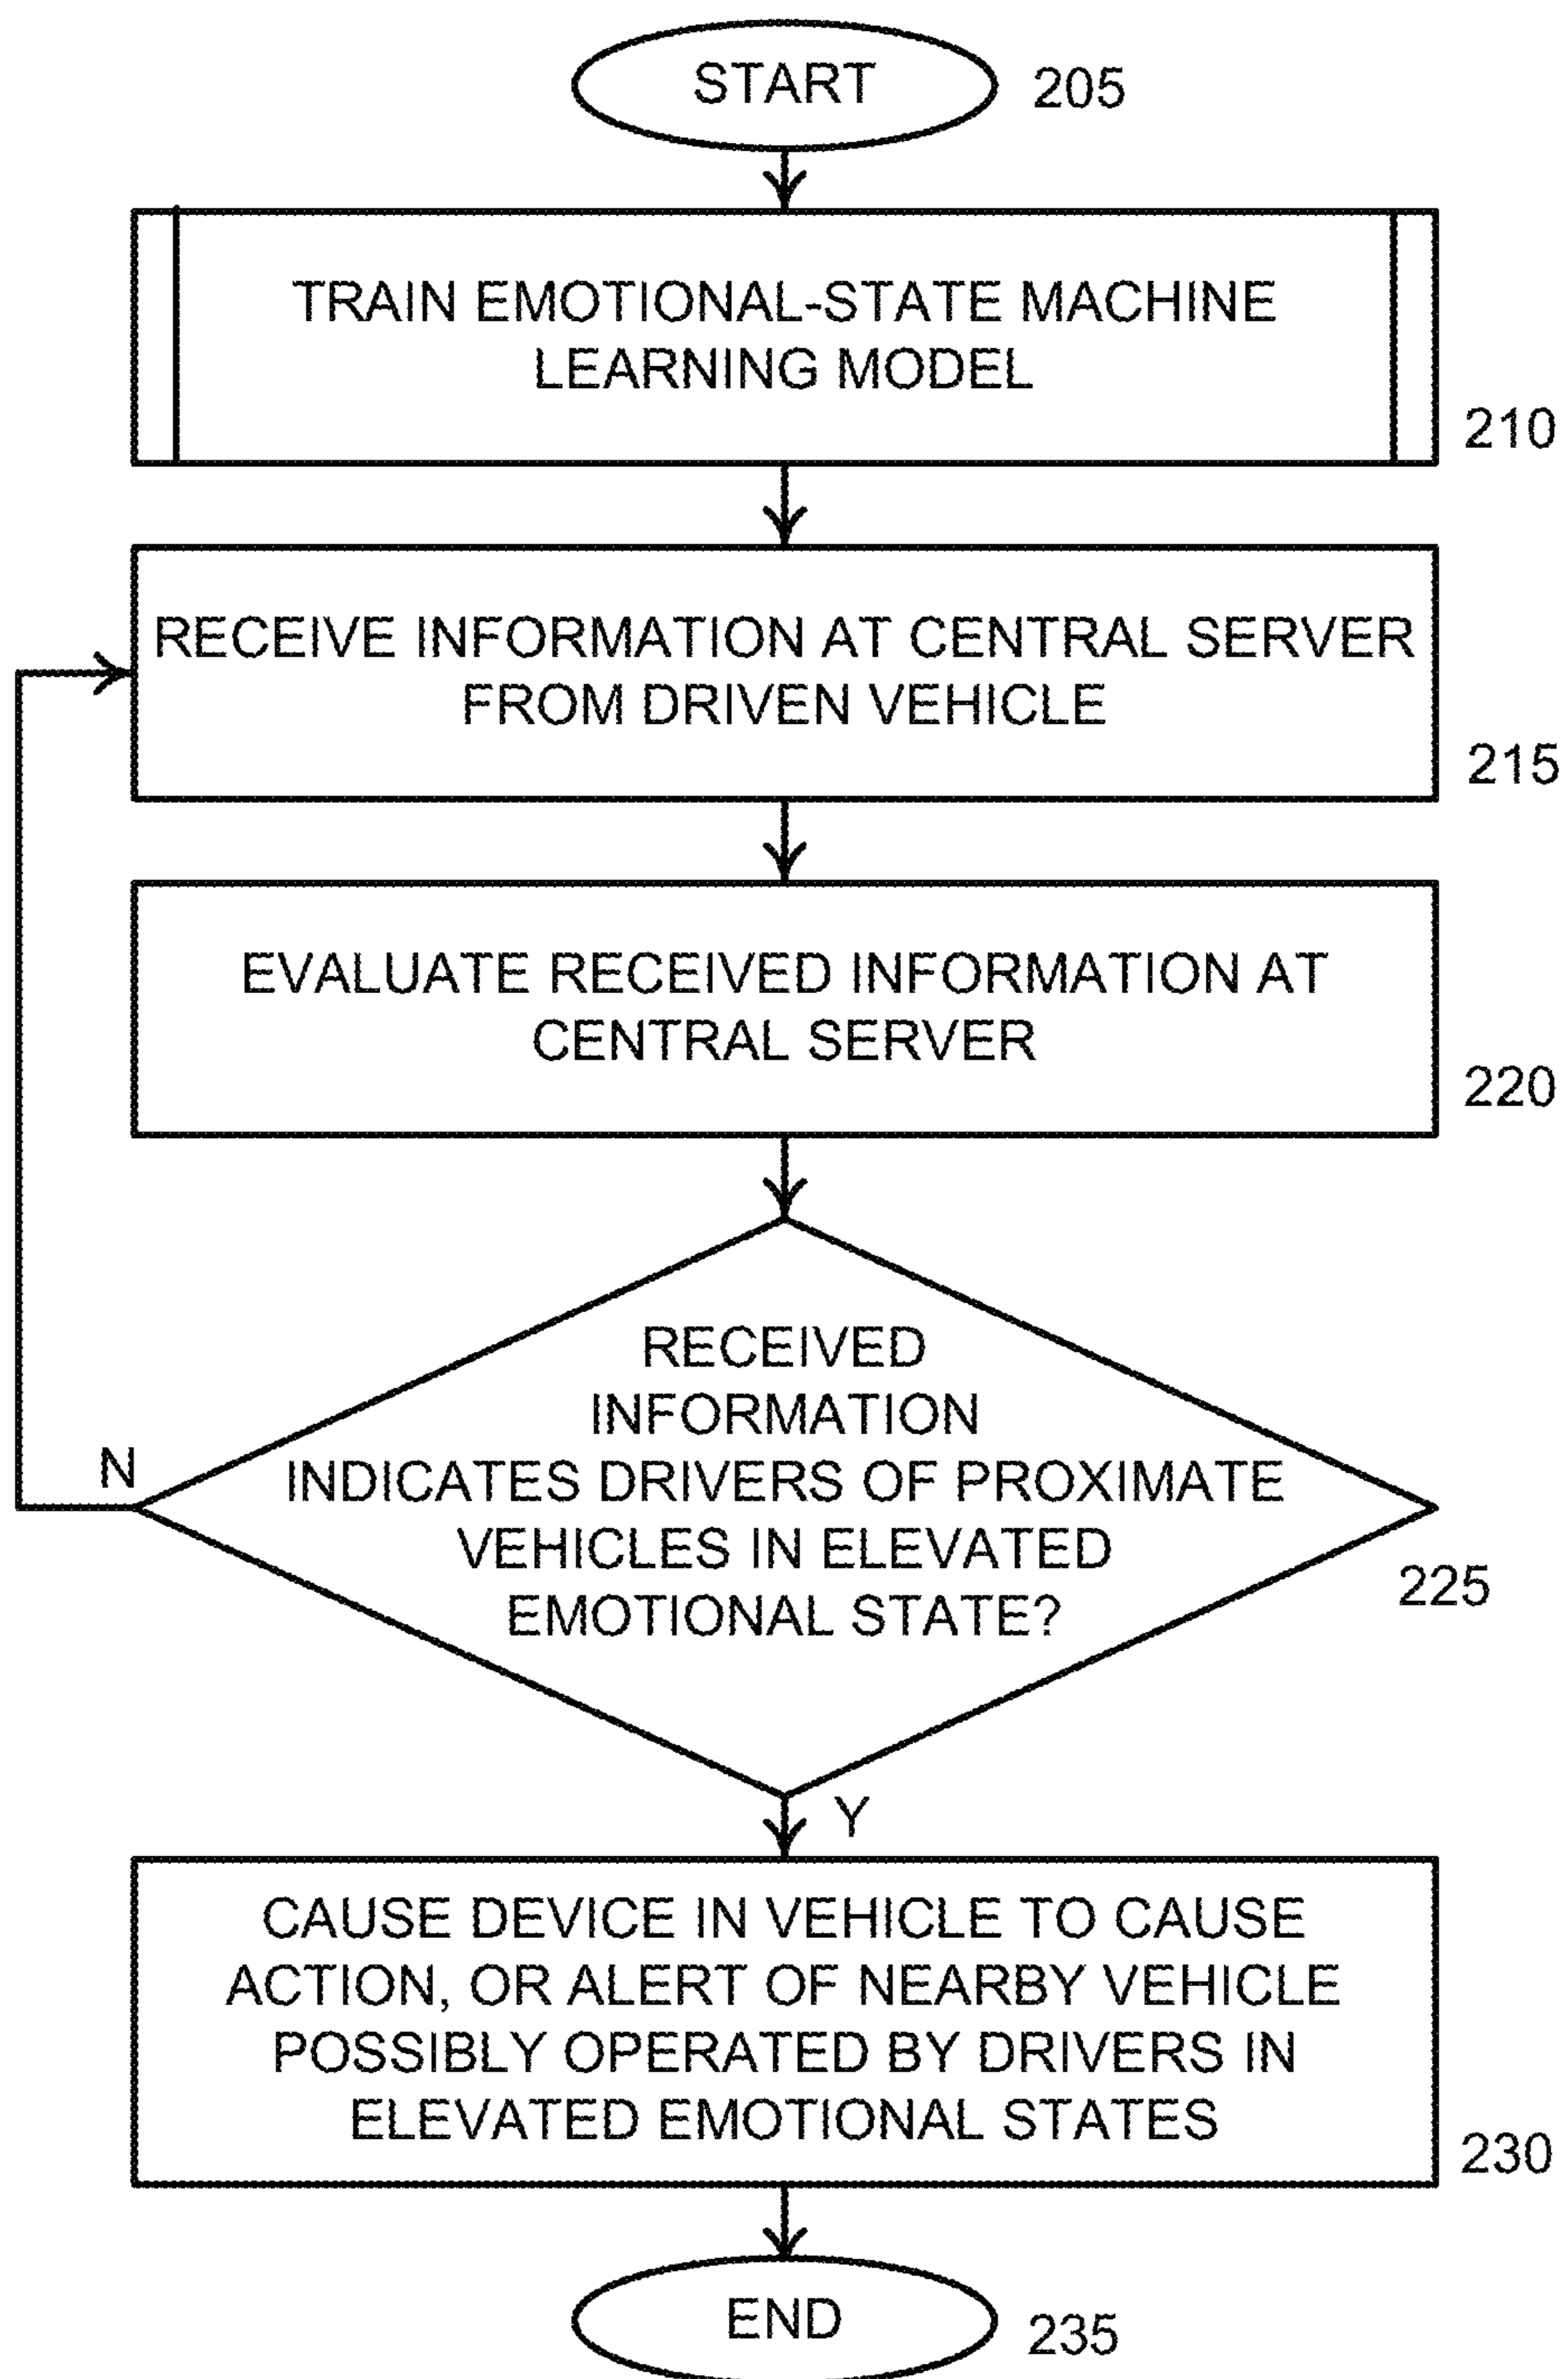 START
205
TRAIN EMOTIONAL-STATE MACHINE
LEARNING MODEL
210
RECEIVE INFORMATION AT CENTRAL SERVER
FROM DRIVEN VEHICLE
215
EVALUATE RECEIVED INFORMATION AT
CENTRAL SERVER
220
RECEIVED
INFORMATION
INDICATES DRIVERS OF PROXIMATE
VEHICLES IN ELEVATED
EMOTIONAL STATE?
225
N
Y
CAUSE DEVICE IN VEHICLE TO CAUSE
ACTION, OR ALERT OF NEARBY VEHICLE
POSSIBLY OPERATED BY DRIVERS IN
ELEVATED EMOTIONAL STATES
230
END
235